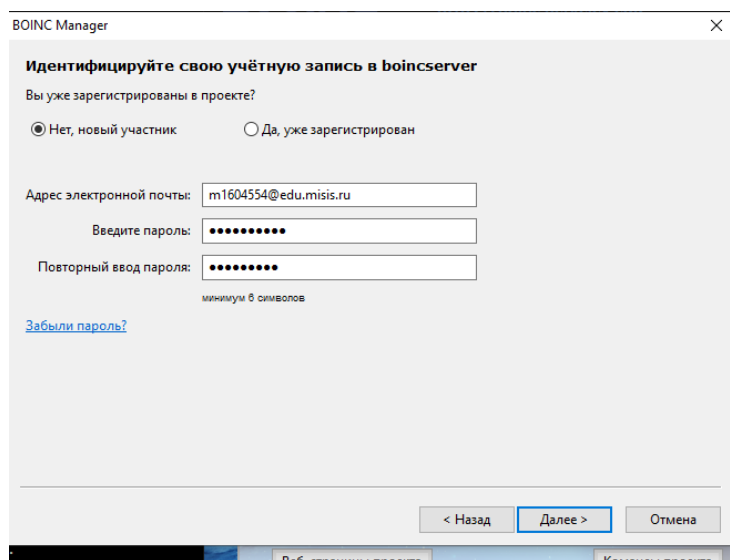 BOINC Manager
Идентифицируйте свою учётную запись в boincserver
Вы уже зарегистрированы в проекте?
Нет, новый участник Да, уже зарегистрирован
Адрес электронной почты: m1604554@edu.misis.ru
Введите пароль: ●●●●●●●●●●
Повторный ввод пароля: ●●●●●●●●●
минимум 6 символов
Забыли пароль?
< Назад Далее > Отмена